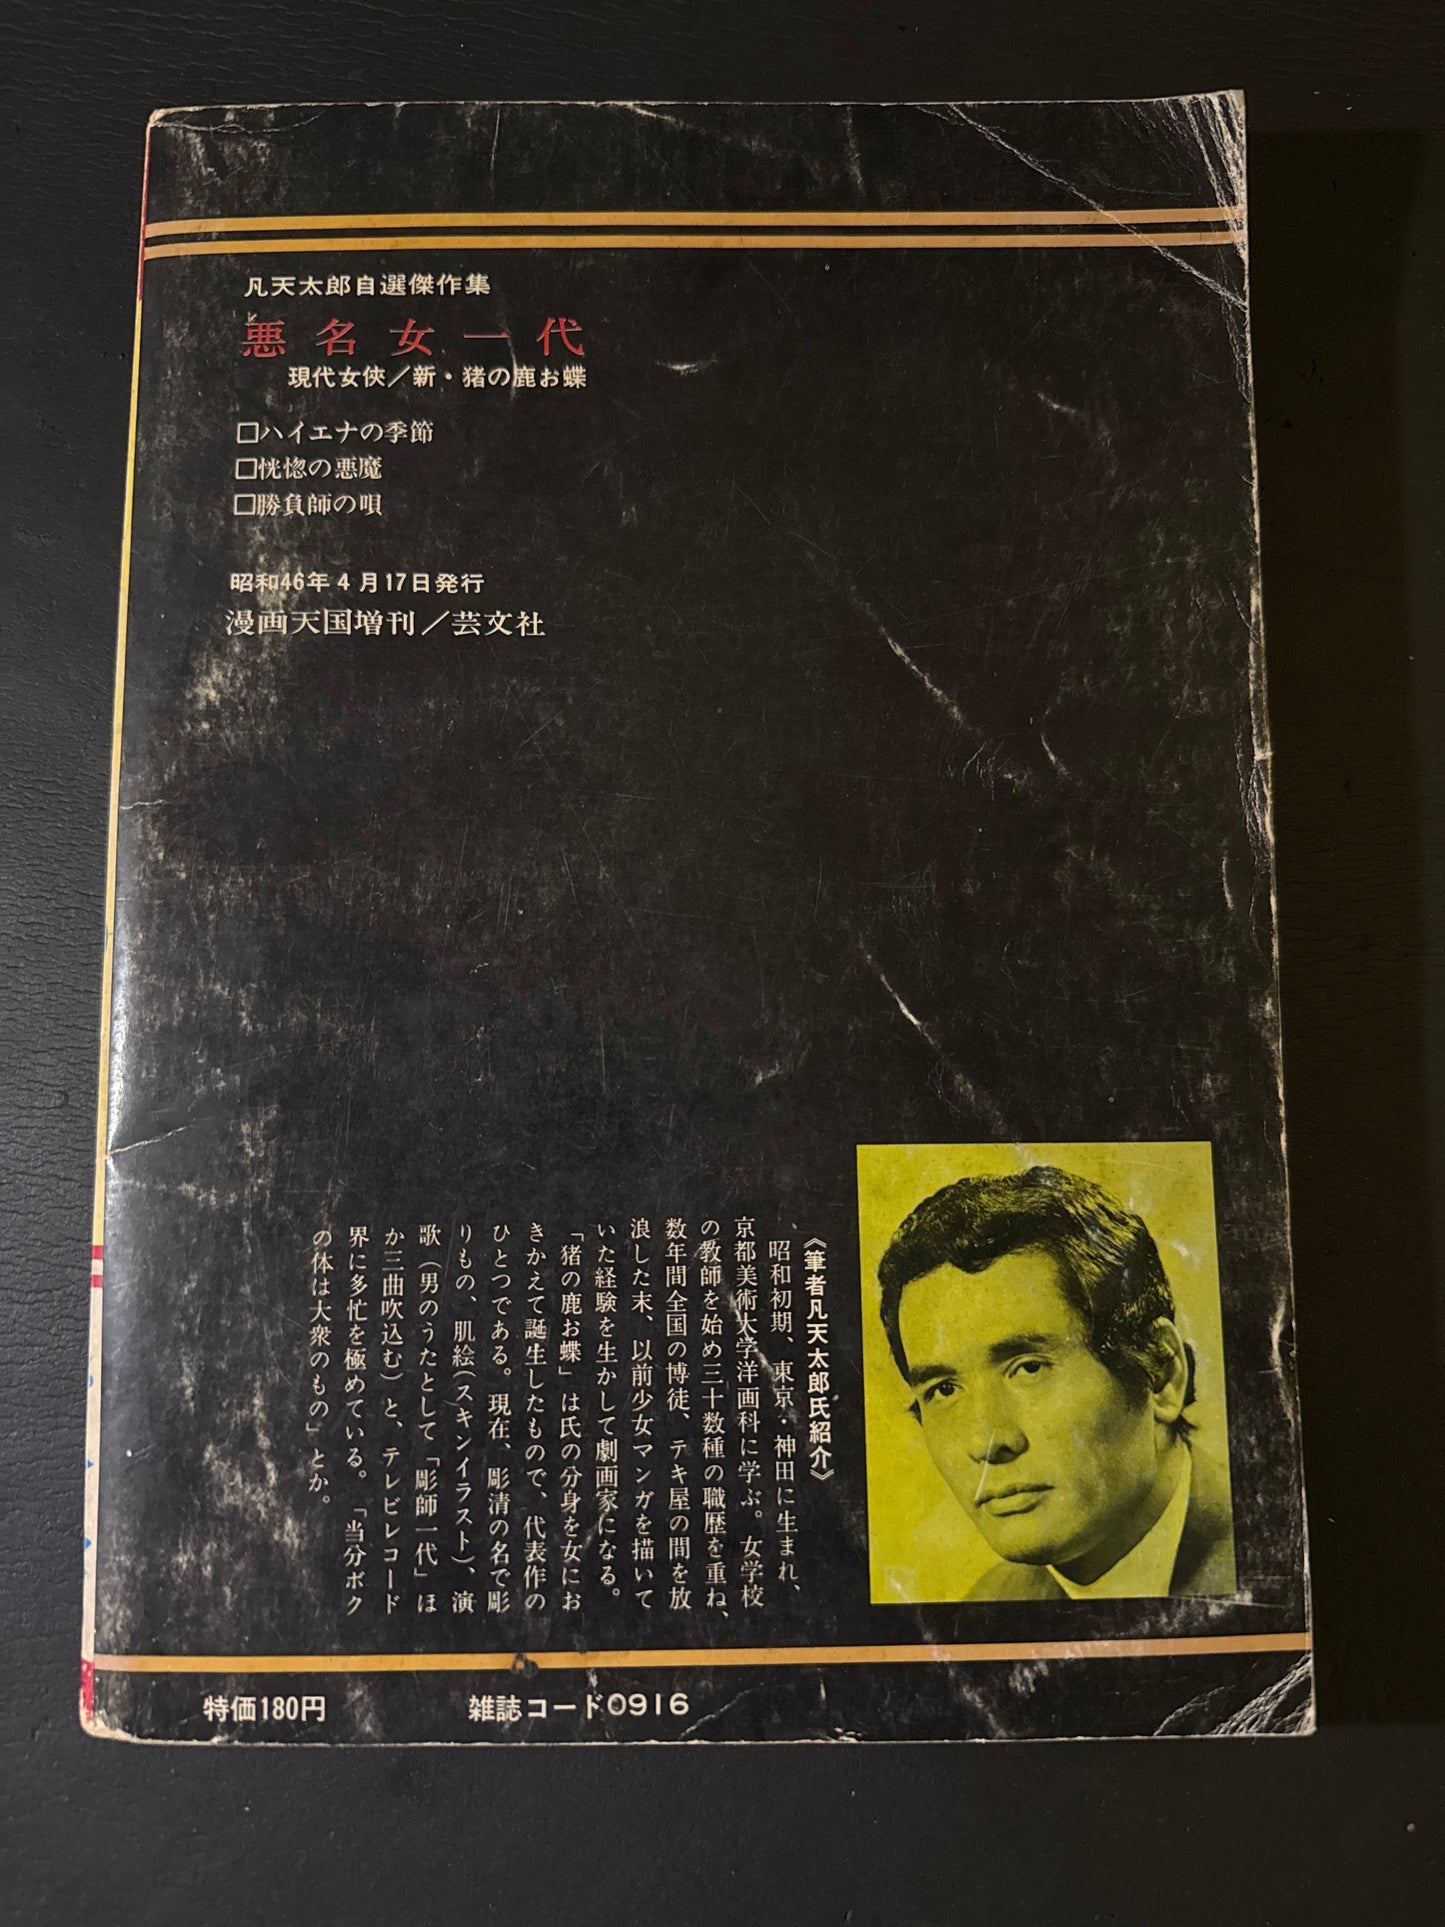 凡天太郎自選傑作集
悪名女一代
現代女俠／新・猪の鹿お蝶
□ハイエナの季節
□恍惚の悪魔
□勝負師の唄
昭和46年4月17日発行
漫画天国増刊／芸文社
《筆者凡天太郎氏紹介》
、昭和初期、東京・神田に生まれ、
京都美術大学洋画科に学ぶ。女学校
の教師を始め三十数種の職歴を重ね、
数年間全国の博徒、テキ屋の間を放
浪した末、以前少女マンガを描いて
いた経験を生かして劇画家になる。
「猪の鹿お蝶」は氏の分身を女にお
きかえて誕生したもので、代表作の
ひとつである。現在、彫清の名で彫
りもの、肌絵（スキンイラスト）、演
歌（男のうたとして「彫師一代」ほ
か三曲吹込む）と、テレビレコード
界に多忙を極めている。「当分ボク
の体は大衆のもの」とか。
特価180円
雑誌コード0916